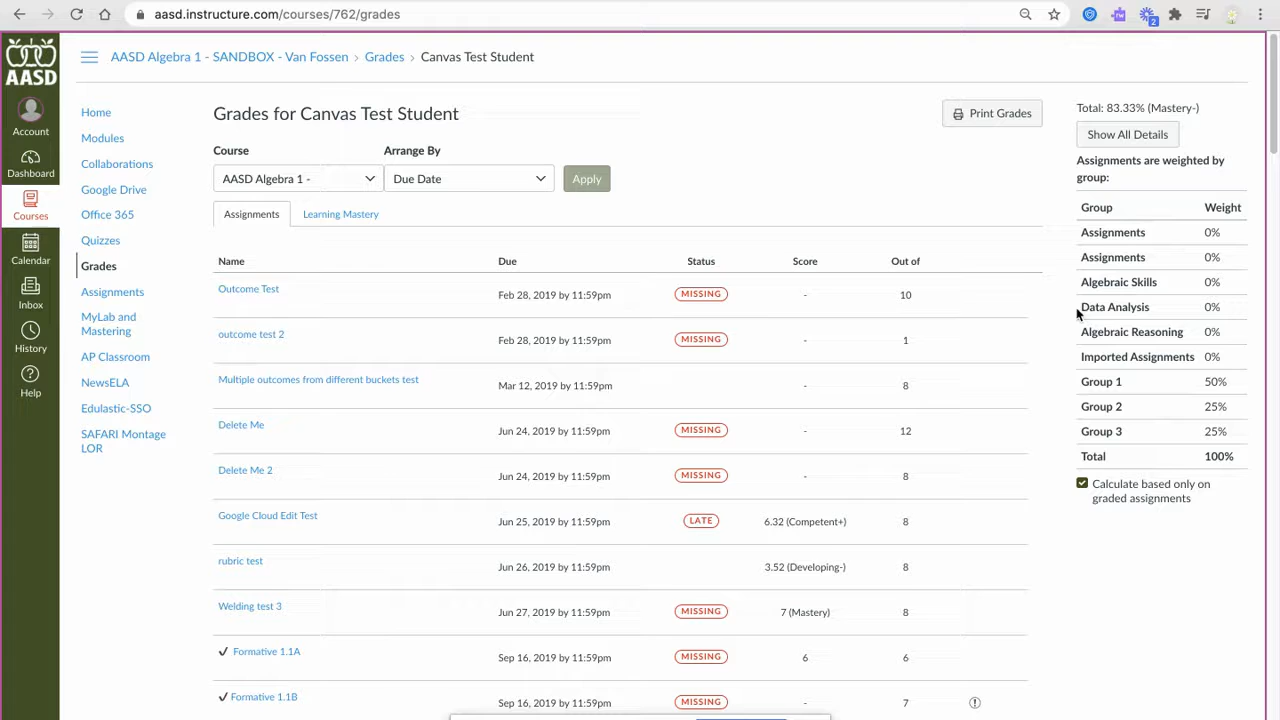 aasd.instructure.com/courses/762/grades
2
AASD
Account
Dashboard
Courses
Calendar
Inbox
History
Help
AASD Algebra 1 - SANDBOX - Van Fossen › Grades › Canvas Test Student
Home
Modules
Collaborations
Google Drive
Office 365
Quizzes
Grades
Assignments
MyLab and
Mastering
AP Classroom
NewsELA
Edulastic-SSO
SAFARI Montage
LOR
Grades for Canvas Test Student
Print Grades
Course Arrange By
AASD Algebra 1 - Due Date Apply
Assignments Learning Mastery
Name Due Status Score Out of
Outcome Test Feb 28, 2019 by 11:59pm MISSING - 10
outcome test 2 Feb 28, 2019 by 11:59pm MISSING - 1
Multiple outcomes from different buckets test Mar 12, 2019 by 11:59pm - 8
Delete Me Jun 24, 2019 by 11:59pm MISSING - 12
Delete Me 2 Jun 24, 2019 by 11:59pm MISSING - 8
Google Cloud Edit Test Jun 25, 2019 by 11:59pm LATE 6.32 (Competent+) 8
rubric test Jun 26, 2019 by 11:59pm 3.52 (Developing-) 8
Welding test 3 Jun 27, 2019 by 11:59pm MISSING 7 (Mastery) 8
✓ Formative 1.1A Sep 16, 2019 by 11:59pm MISSING 6 6
✓ Formative 1.1B Sep 16, 2019 by 11:59pm MISSING - 7
Total: 83.33% (Mastery-)
Show All Details
Assignments are weighted by
group:
Group Weight
Assignments 0%
Assignments 0%
Algebraic Skills 0%
Data Analysis 0%
Algebraic Reasoning 0%
Imported Assignments 0%
Group 1 50%
Group 2 25%
Group 3 25%
Total 100%
Calculate based only on
graded assignments